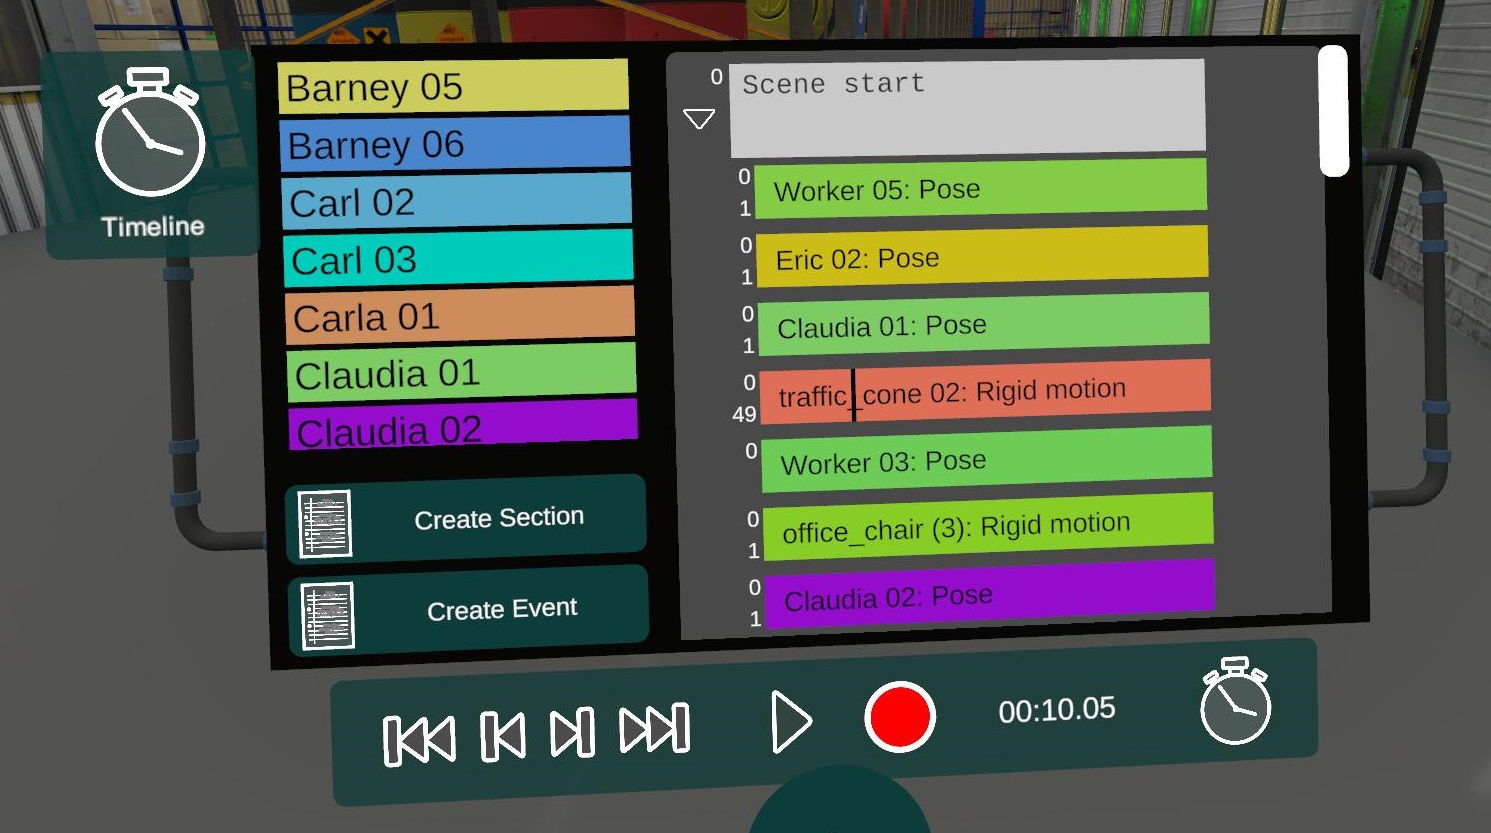 Timeline
Barney 05
Barney 06
Carl 02
Carl 03
Carla 01
Claudia 01
Claudia 02
Create Section
Create Event
0
Scene start
0
1
Worker 05: Pose
0
1
Eric 02: Pose
0
1
Claudia 01: Pose
0
49
traffic_cone 02: Rigid motion
0
Worker 03: Pose
0
1
office_chair (3): Rigid motion
0
1
Claudia 02: Pose
00:10.05